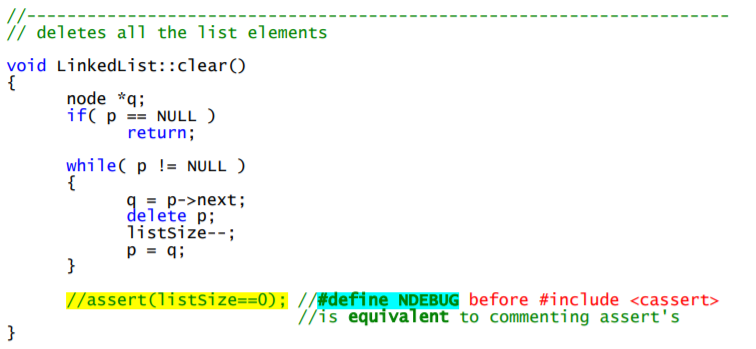 //-----------------------------------------------------------------------
// deletes all the list elements
void LinkedList::clear()
{
node *q;
if( p == NULL )
return;
while( p != NULL )
{
q = p->next;
delete p;
listSize--;
p = q;
}
//assert(listSize==0); //#define NDEBUG before #include <cassert>
//is equivalent to commenting assert's
}